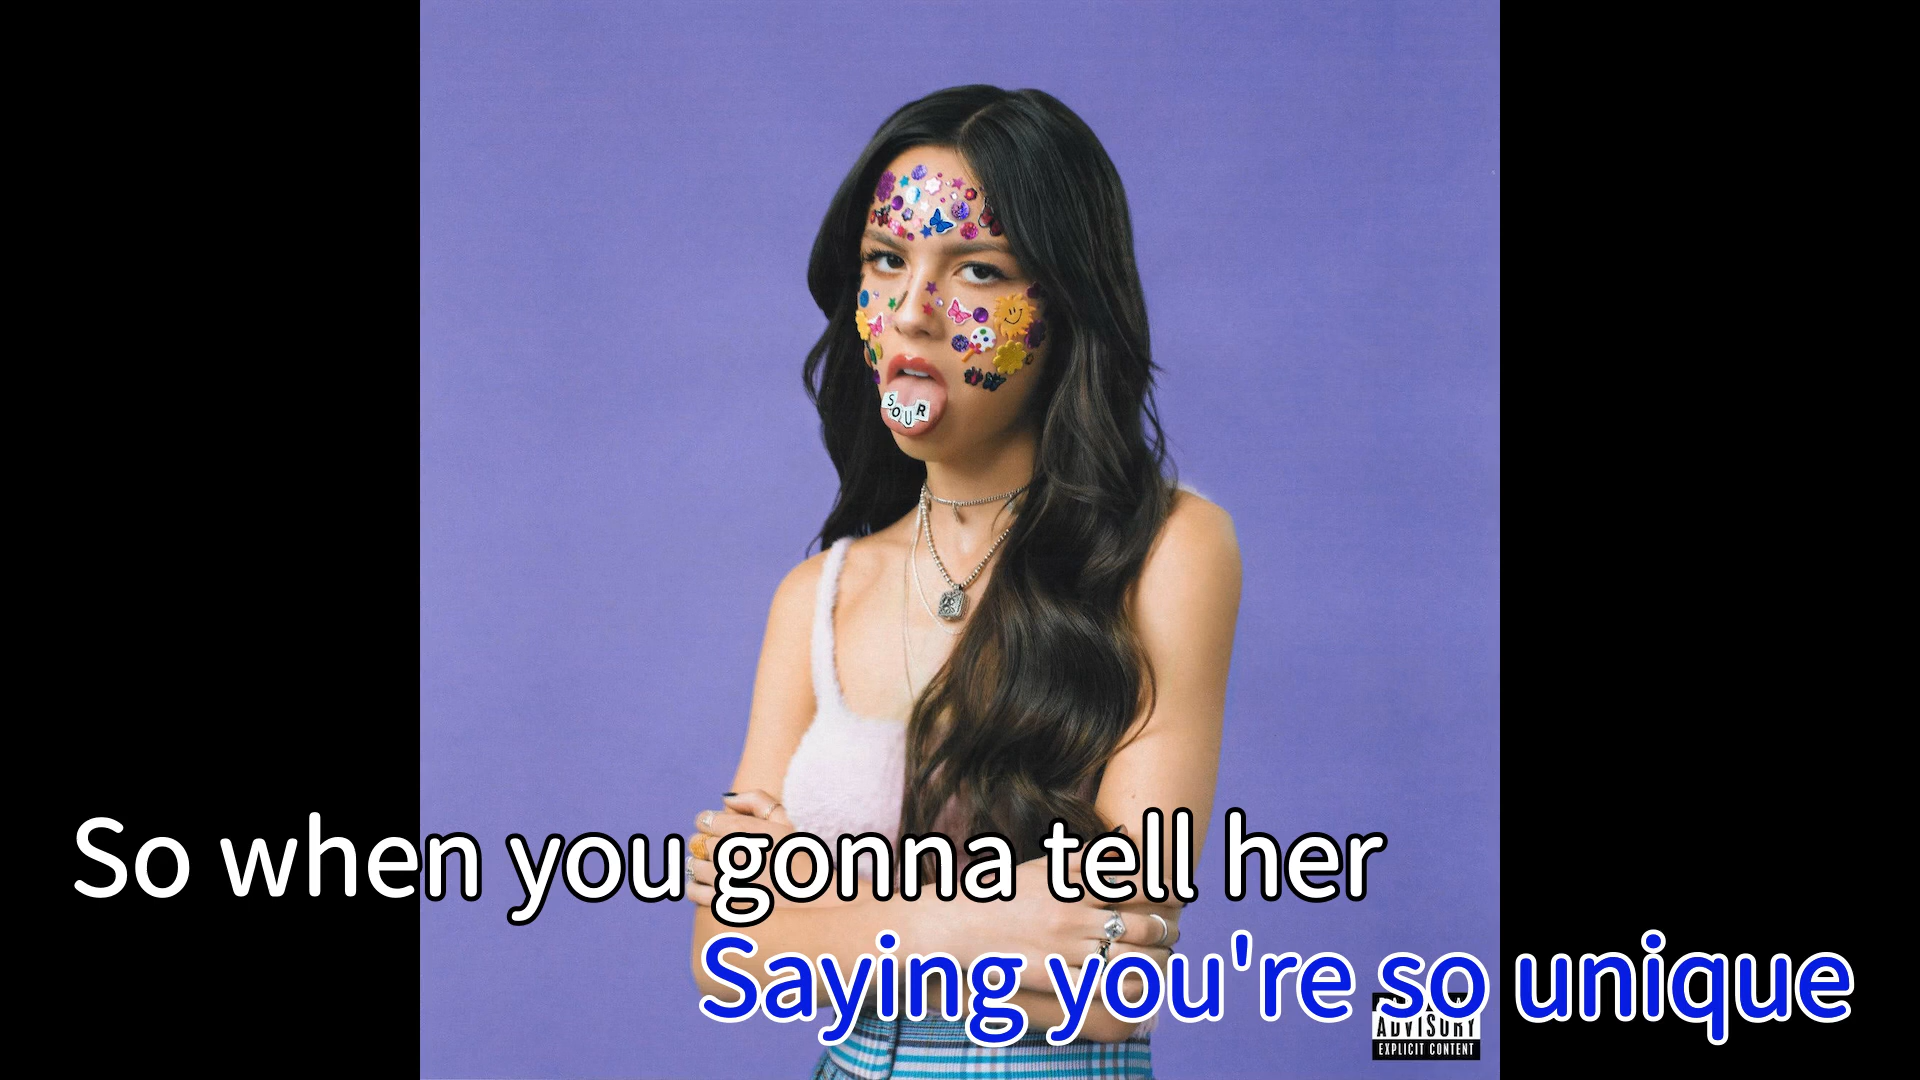 SOUR
So when you gonna tell her
Saying you're so unique
ADVISORY
EXPLICIT CONTENT